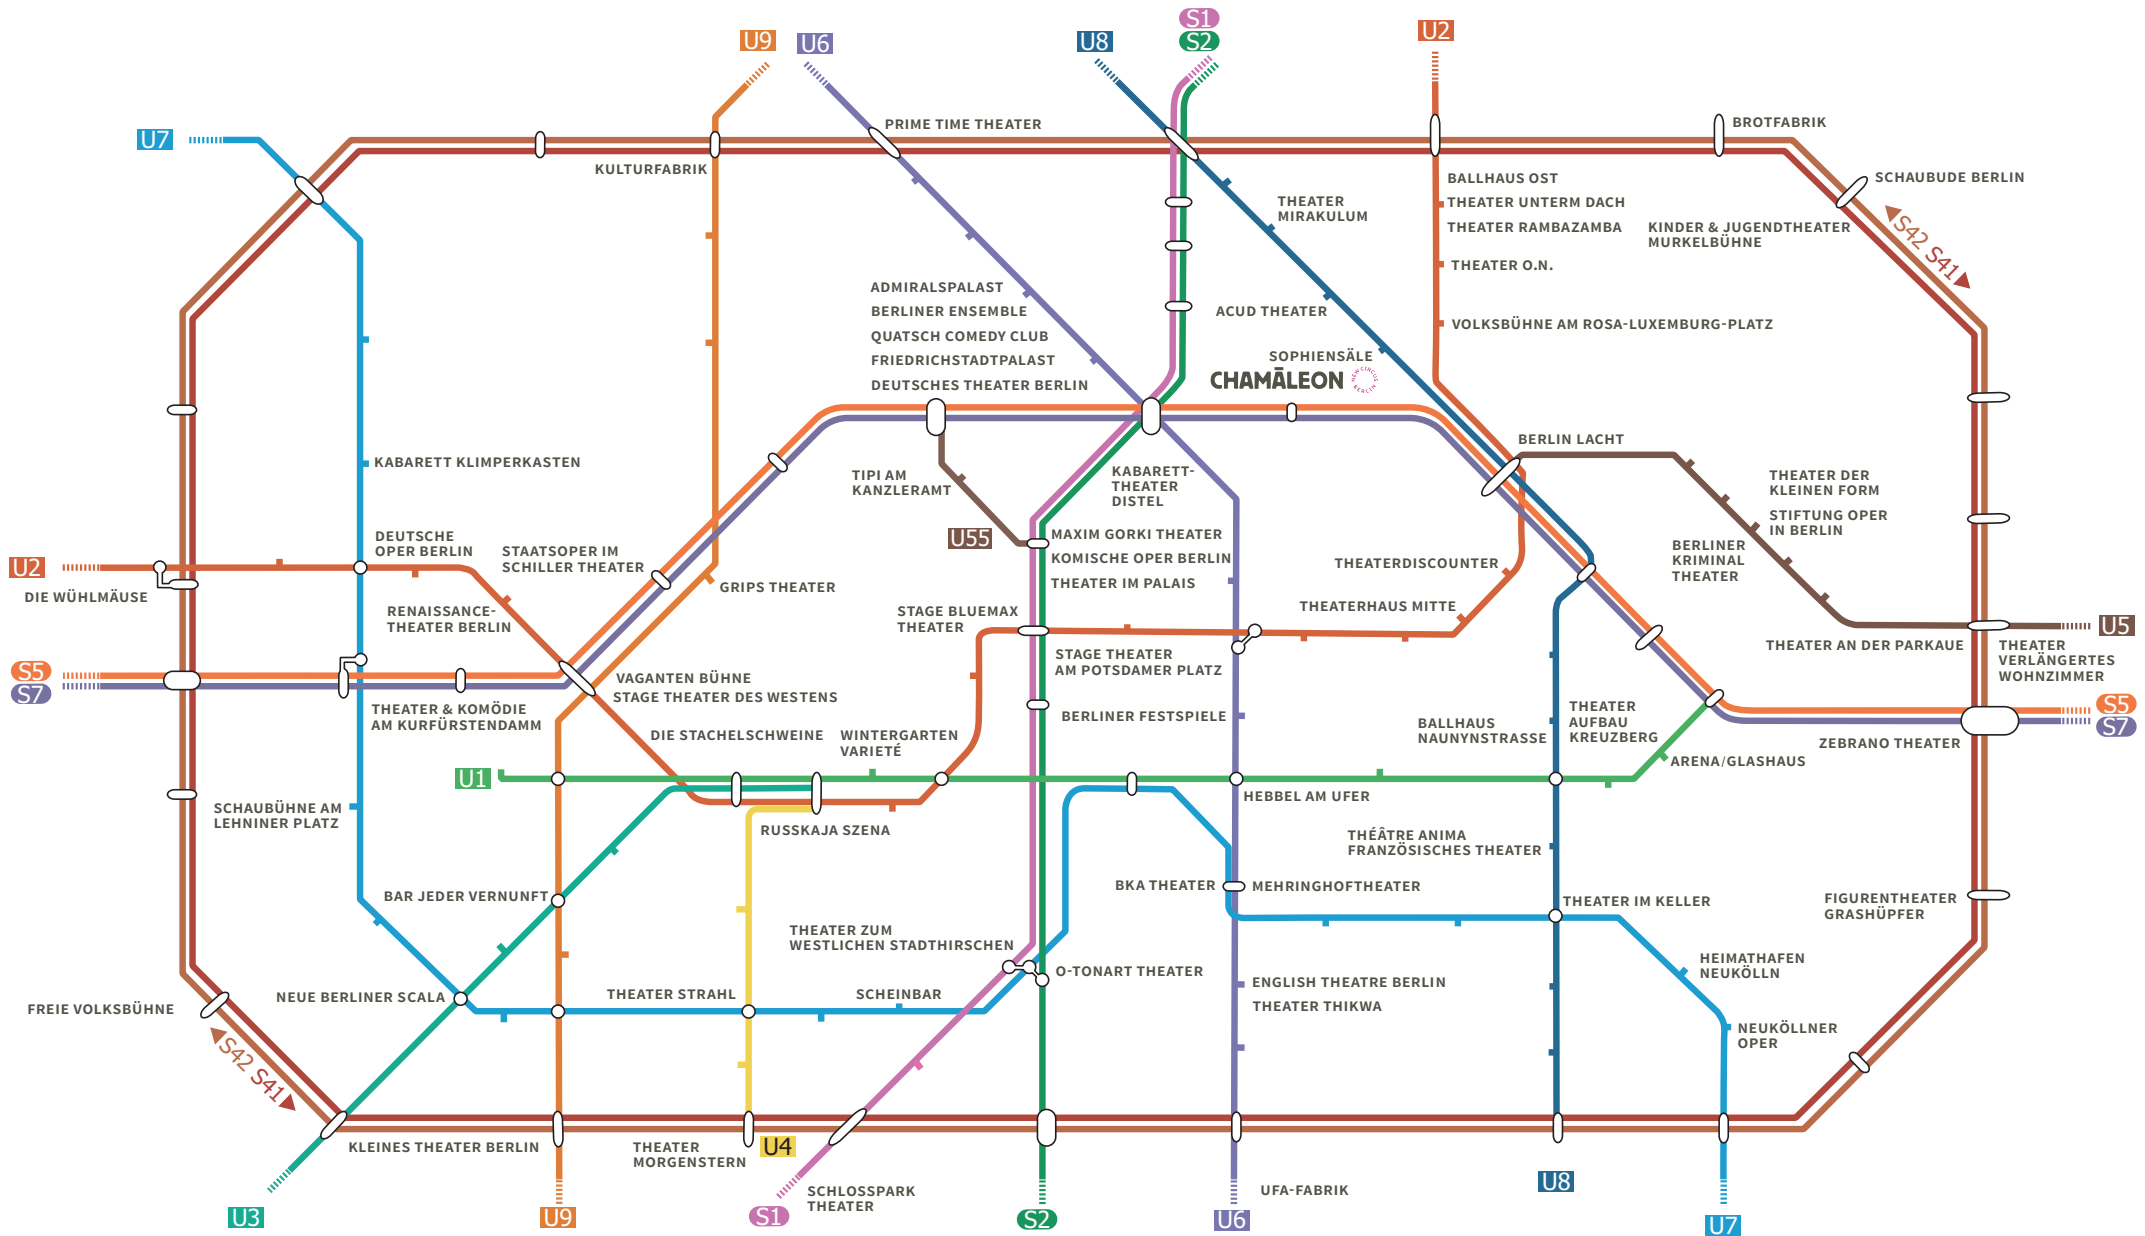 S1
S2
U2
U9
U6
U8
U7
PRIME TIME THEATER
BROTFABRIK
KULTURFABRIK
BALLHAUS OST
THEATER UNTERM DACH
THEATER RAMBAZAMBA
SCHAUBUDE BERLIN
KINDER & JUGENDTHEATER
MURKELBÜHNE
S42 S41
THEATER
MIRAKULUM
THEATER O.N.
ADMIRALSPALAST
BERLINER ENSEMBLE
QUATSCH COMEDY CLUB
FRIEDRICHSTADTPALAST
DEUTSCHES THEATER BERLIN
ACUD THEATER
VOLKSBÜHNE AM ROSA-LUXEMBURG-PLATZ
SOPHIENSÄLE
CHAMĀLEON
NEW CIRCUS
BERLIN
BERLIN LACHT
KABARETT KLIMPERKASTEN
TIPI AM
KANZLERAMT
KABARETT-
THEATER
DISTEL
THEATER DER
KLEINEN FORM
STIFTUNG OPER
IN BERLIN
BERLINER
KRIMINAL
THEATER
U55
MAXIM GORKI THEATER
KOMISCHE OPER BERLIN
THEATER IM PALAIS
DEUTSCHE
OPER BERLIN
STAATSOPER IM
SCHILLER THEATER
GRIPS THEATER
THEATERDISCOUNTER
U2
DIE WÜHLMÄUSE
RENAISSANCE-
THEATER BERLIN
STAGE BLUEMAX
THEATER
THEATERHAUS MITTE
U5
THEATER AN DER PARKAUE
THEATER
VERLÄNGERTES
WOHNZIMMER
STAGE THEATER
AM POTSDAMER PLATZ
S5
S7
VAGANTEN BÜHNE
STAGE THEATER DES WESTENS
THEATER & KOMÖDIE
AM KURFÜRSTENDAMM
BERLINER FESTSPIELE
BALLHAUS
NAUNYNSTRASSE
THEATER
AUFBAU
KREUZBERG
S5
S7
ZEBRANO THEATER
DIE STACHELSCHWEINE
WINTERGARTEN
VARIETÉ
ARENA/GLASHAUS
U1
HEBBEL AM UFER
SCHAUBÜHNE AM
LEHNINER PLATZ
RUSSKAJA SZENA
THÉÂTRE ANIMA
FRANZÖSISCHES THEATER
BAR JEDER VERNUNFT
BKA THEATER
MEHRINGHOFTHEATER
THEATER IM KELLER
FIGURENTHEATER
GRASHÜPFER
THEATER ZUM
WESTLICHEN STADTHIRSCHEN
O-TONART THEATER
HEIMATHAFEN
NEUKÖLLN
FREIE VOLKSBÜHNE
NEUE BERLINER SCALA
THEATER STRAHL
SCHEINBAR
ENGLISH THEATRE BERLIN
THEATER THIKWA
NEUKÖLLNER
OPER
S42 S41
KLEINES THEATER BERLIN
THEATER
MORGENSTERN
U4
SCHLOSSPARK
THEATER
UFA-FABRIK
U8
U3
U9
S1
S2
U6
U7